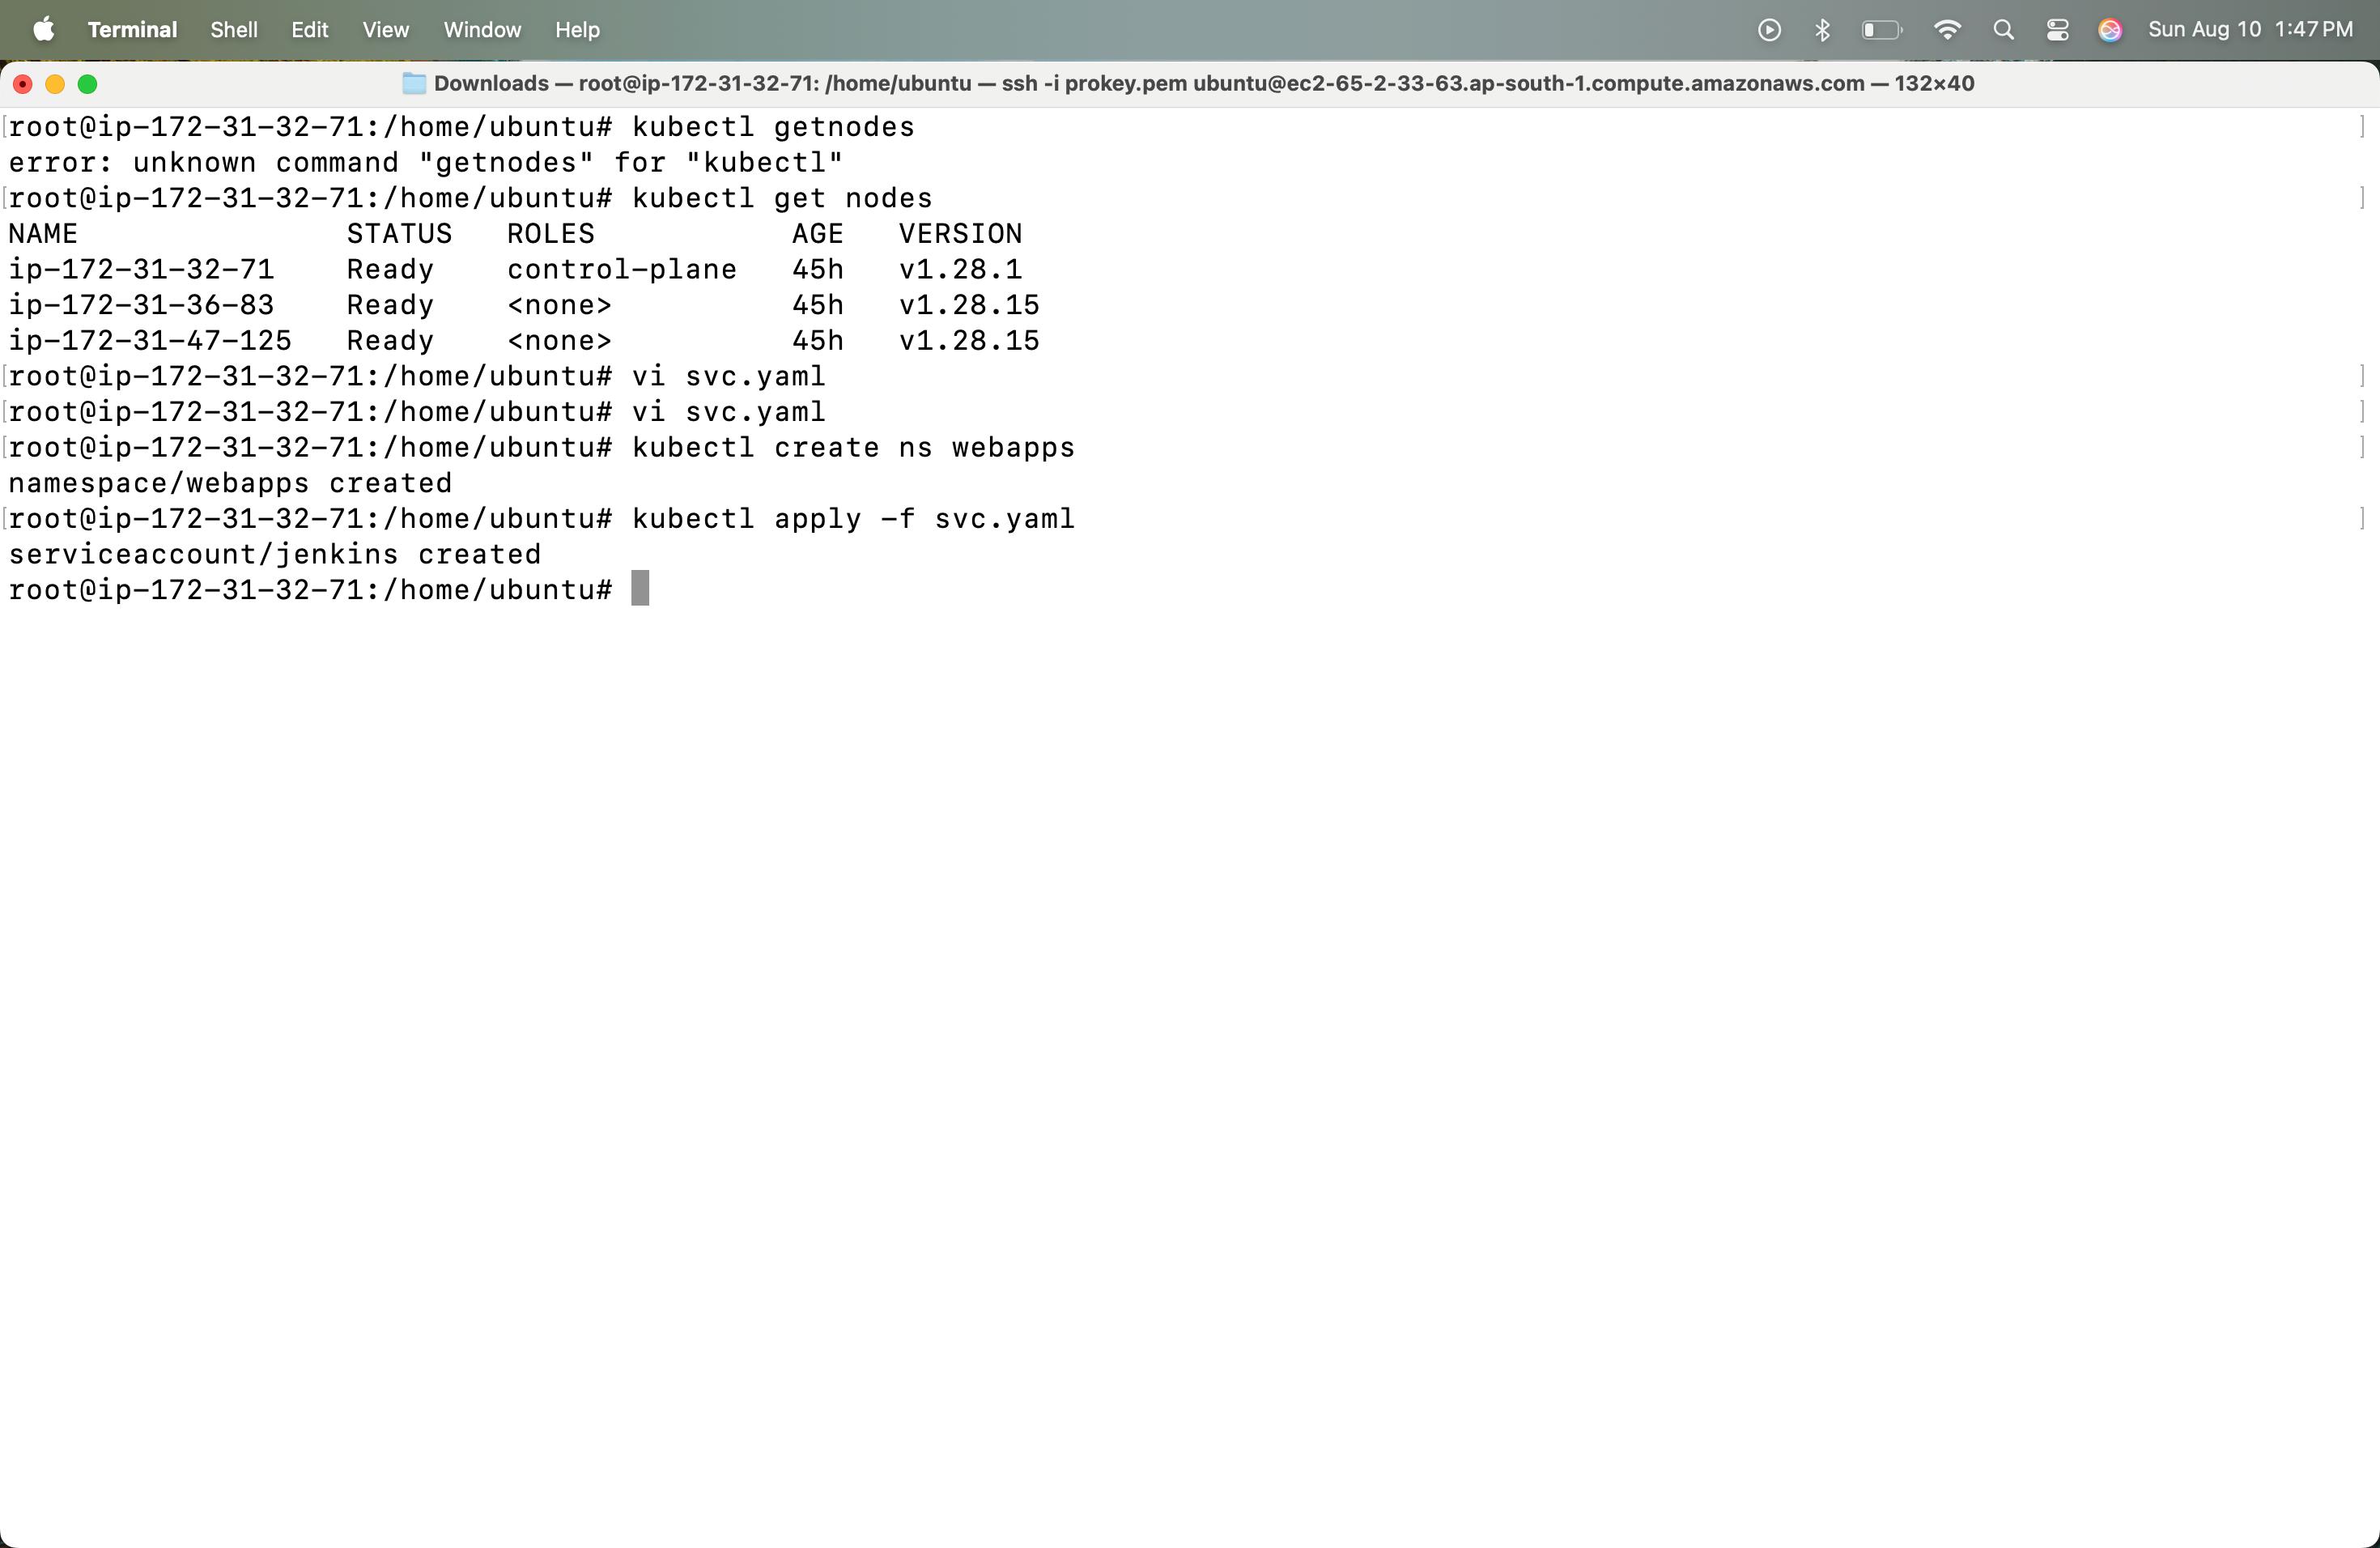 Terminal Shell Edit View Window Help Sun Aug 10 1:47 PM
Downloads — root@ip-172-31-32-71: /home/ubuntu — ssh -i prokey.pem ubuntu@ec2-65-2-33-63.ap-south-1.compute.amazonaws.com — 132×40
[root@ip-172-31-32-71:/home/ubuntu# kubectl getnodes ]
error: unknown command "getnodes" for "kubectl"
[root@ip-172-31-32-71:/home/ubuntu# kubectl get nodes ]
NAME STATUS ROLES AGE VERSION
ip-172-31-32-71 Ready control-plane 45h v1.28.1
ip-172-31-36-83 Ready <none> 45h v1.28.15
ip-172-31-47-125 Ready <none> 45h v1.28.15
[root@ip-172-31-32-71:/home/ubuntu# vi svc.yaml ]
[root@ip-172-31-32-71:/home/ubuntu# vi svc.yaml ]
[root@ip-172-31-32-71:/home/ubuntu# kubectl create ns webapps ]
namespace/webapps created
[root@ip-172-31-32-71:/home/ubuntu# kubectl apply -f svc.yaml ]
serviceaccount/jenkins created
root@ip-172-31-32-71:/home/ubuntu#